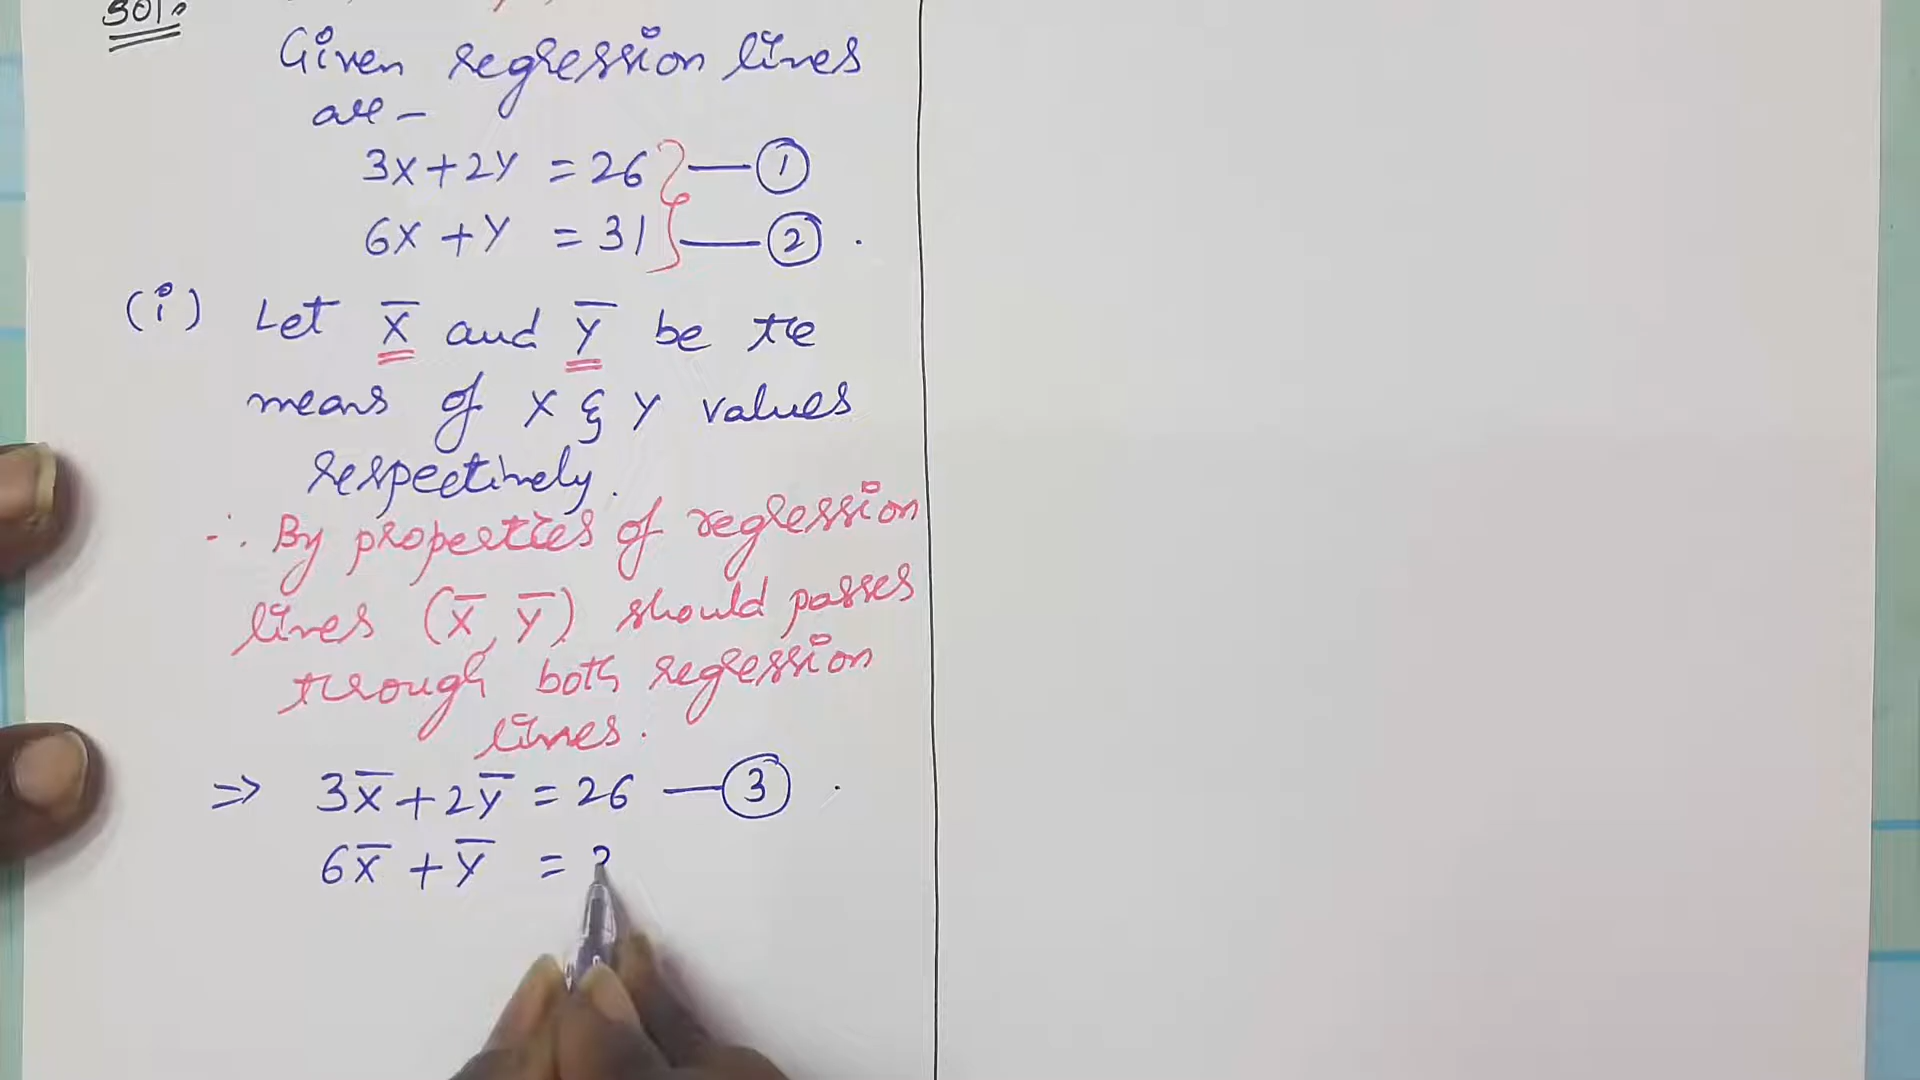 Sol:
Given regression lines
are -
3X+2Y = 26 — ①
6X + Y = 31 — ② .
(i) Let X̅ and Y̅ be the
means of X & Y values
respectively.
∴ By properties of regression
lines (X̅, Y̅) should passes
through both regression
lines.
⇒ 3X̅ + 2Y̅ = 26 — ③ .
6X̅ + Y̅ =